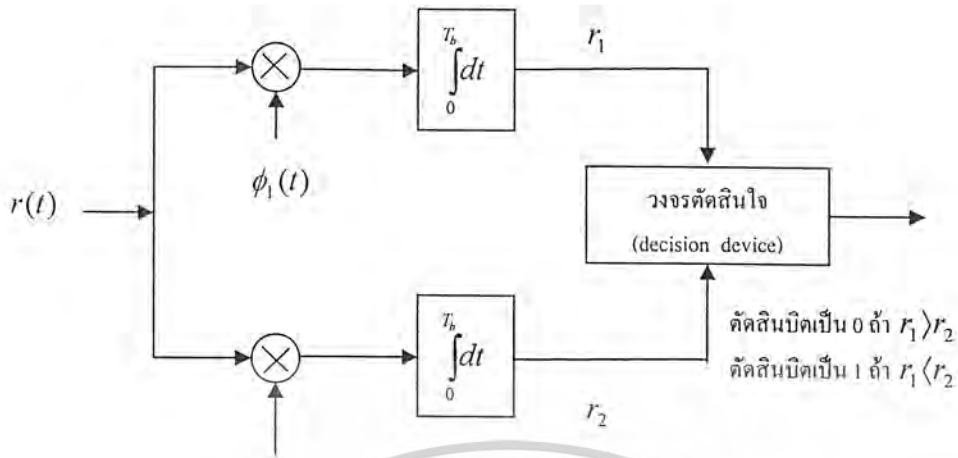 T_b
∫dt
0
r_1
φ_1(t)
r(t)
วงจรตัดสินใจ
(decision device)
T_b
∫dt
0
r_2
ตัดสินบิตเป็น 0 ถ้า r_1⟩r_2
ตัดสินบิตเป็น 1 ถ้า r_1⟨r_2